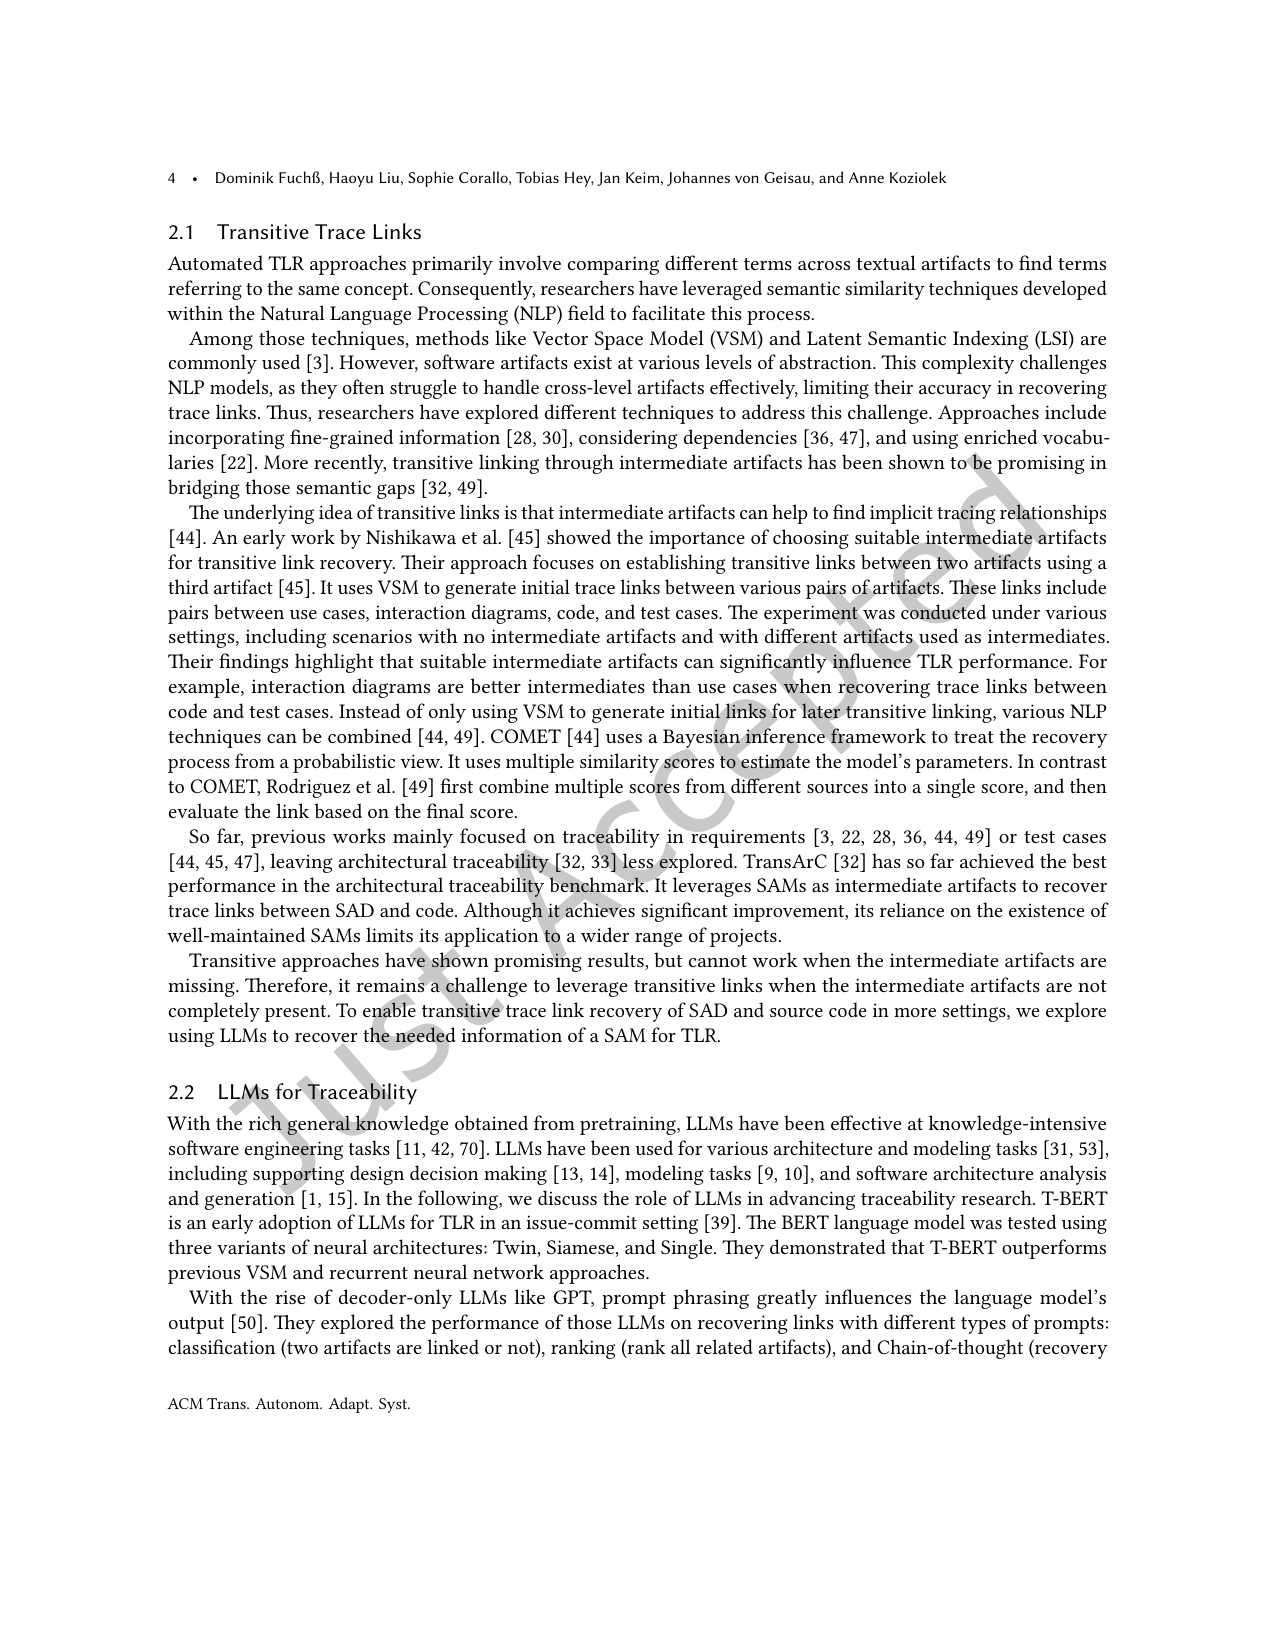 4 • Dominik Fuchß, Haoyu Liu, Sophie Corallo, Tobias Hey, Jan Keim, Johannes von Geisau, and Anne Koziolek
2.1 Transitive Trace Links
Automated TLR approaches primarily involve comparing different terms across textual artifacts to find terms
referring to the same concept. Consequently, researchers have leveraged semantic similarity techniques developed
within the Natural Language Processing (NLP) field to facilitate this process.
Among those techniques, methods like Vector Space Model (VSM) and Latent Semantic Indexing (LSI) are
commonly used [3]. However, software artifacts exist at various levels of abstraction. This complexity challenges
NLP models, as they often struggle to handle cross-level artifacts effectively, limiting their accuracy in recovering
trace links. Thus, researchers have explored different techniques to address this challenge. Approaches include
incorporating fine-grained information [28, 30], considering dependencies [36, 47], and using enriched vocabu-
laries [22]. More recently, transitive linking through intermediate artifacts has been shown to be promising in
bridging those semantic gaps [32, 49].
The underlying idea of transitive links is that intermediate artifacts can help to find implicit tracing relationships
[44]. An early work by Nishikawa et al. [45] showed the importance of choosing suitable intermediate artifacts
for transitive link recovery. Their approach focuses on establishing transitive links between two artifacts using a
third artifact [45]. It uses VSM to generate initial trace links between various pairs of artifacts. These links include
pairs between use cases, interaction diagrams, code, and test cases. The experiment was conducted under various
settings, including scenarios with no intermediate artifacts and with different artifacts used as intermediates.
Their findings highlight that suitable intermediate artifacts can significantly influence TLR performance. For
example, interaction diagrams are better intermediates than use cases when recovering trace links between
code and test cases. Instead of only using VSM to generate initial links for later transitive linking, various NLP
techniques can be combined [44, 49]. COMET [44] uses a Bayesian inference framework to treat the recovery
process from a probabilistic view. It uses multiple similarity scores to estimate the model's parameters. In contrast
to COMET, Rodriguez et al. [49] first combine multiple scores from different sources into a single score, and then
evaluate the link based on the final score.
So far, previous works mainly focused on traceability in requirements [3, 22, 28, 36, 44, 49] or test cases
[44, 45, 47], leaving architectural traceability [32, 33] less explored. TransArC [32] has so far achieved the best
performance in the architectural traceability benchmark. It leverages SAMs as intermediate artifacts to recover
trace links between SAD and code. Although it achieves significant improvement, its reliance on the existence of
well-maintained SAMs limits its application to a wider range of projects.
Transitive approaches have shown promising results, but cannot work when the intermediate artifacts are
missing. Therefore, it remains a challenge to leverage transitive links when the intermediate artifacts are not
completely present. To enable transitive trace link recovery of SAD and source code in more settings, we explore
using LLMs to recover the needed information of a SAM for TLR.
2.2 LLMs for Traceability
With the rich general knowledge obtained from pretraining, LLMs have been effective at knowledge-intensive
software engineering tasks [11, 42, 70]. LLMs have been used for various architecture and modeling tasks [31, 53],
including supporting design decision making [13, 14], modeling tasks [9, 10], and software architecture analysis
and generation [1, 15]. In the following, we discuss the role of LLMs in advancing traceability research. T-BERT
is an early adoption of LLMs for TLR in an issue-commit setting [39]. The BERT language model was tested using
three variants of neural architectures: Twin, Siamese, and Single. They demonstrated that T-BERT outperforms
previous VSM and recurrent neural network approaches.
With the rise of decoder-only LLMs like GPT, prompt phrasing greatly influences the language model's
output [50]. They explored the performance of those LLMs on recovering links with different types of prompts:
classification (two artifacts are linked or not), ranking (rank all related artifacts), and Chain-of-thought (recovery
ACM Trans. Autonom. Adapt. Syst.
Just Accepted